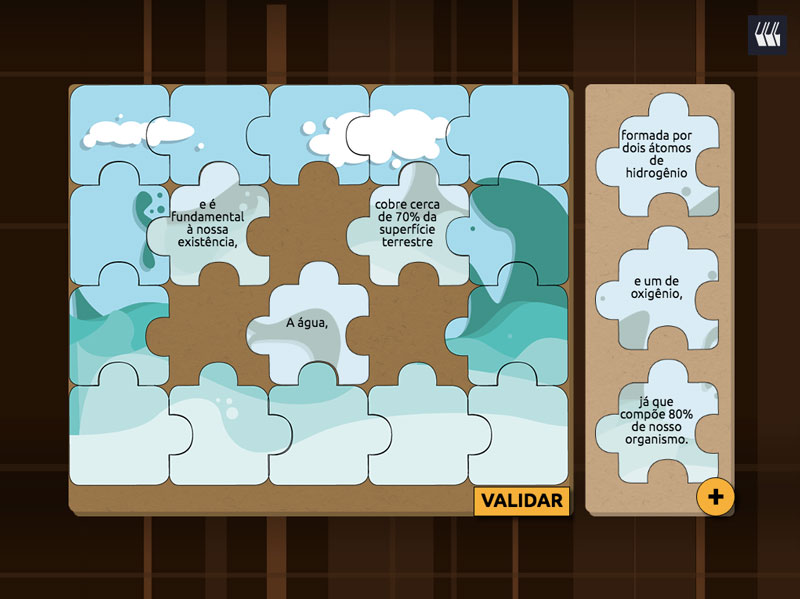 e é
fundamental
à nossa
existência,
cobre cerca
de 70% da
superfície
terrestre
A água,
formada por
dois átomos
de
hidrogênio
e um de
oxigênio,
já que
compõe 80%
de nosso
organismo.
VALIDAR
+